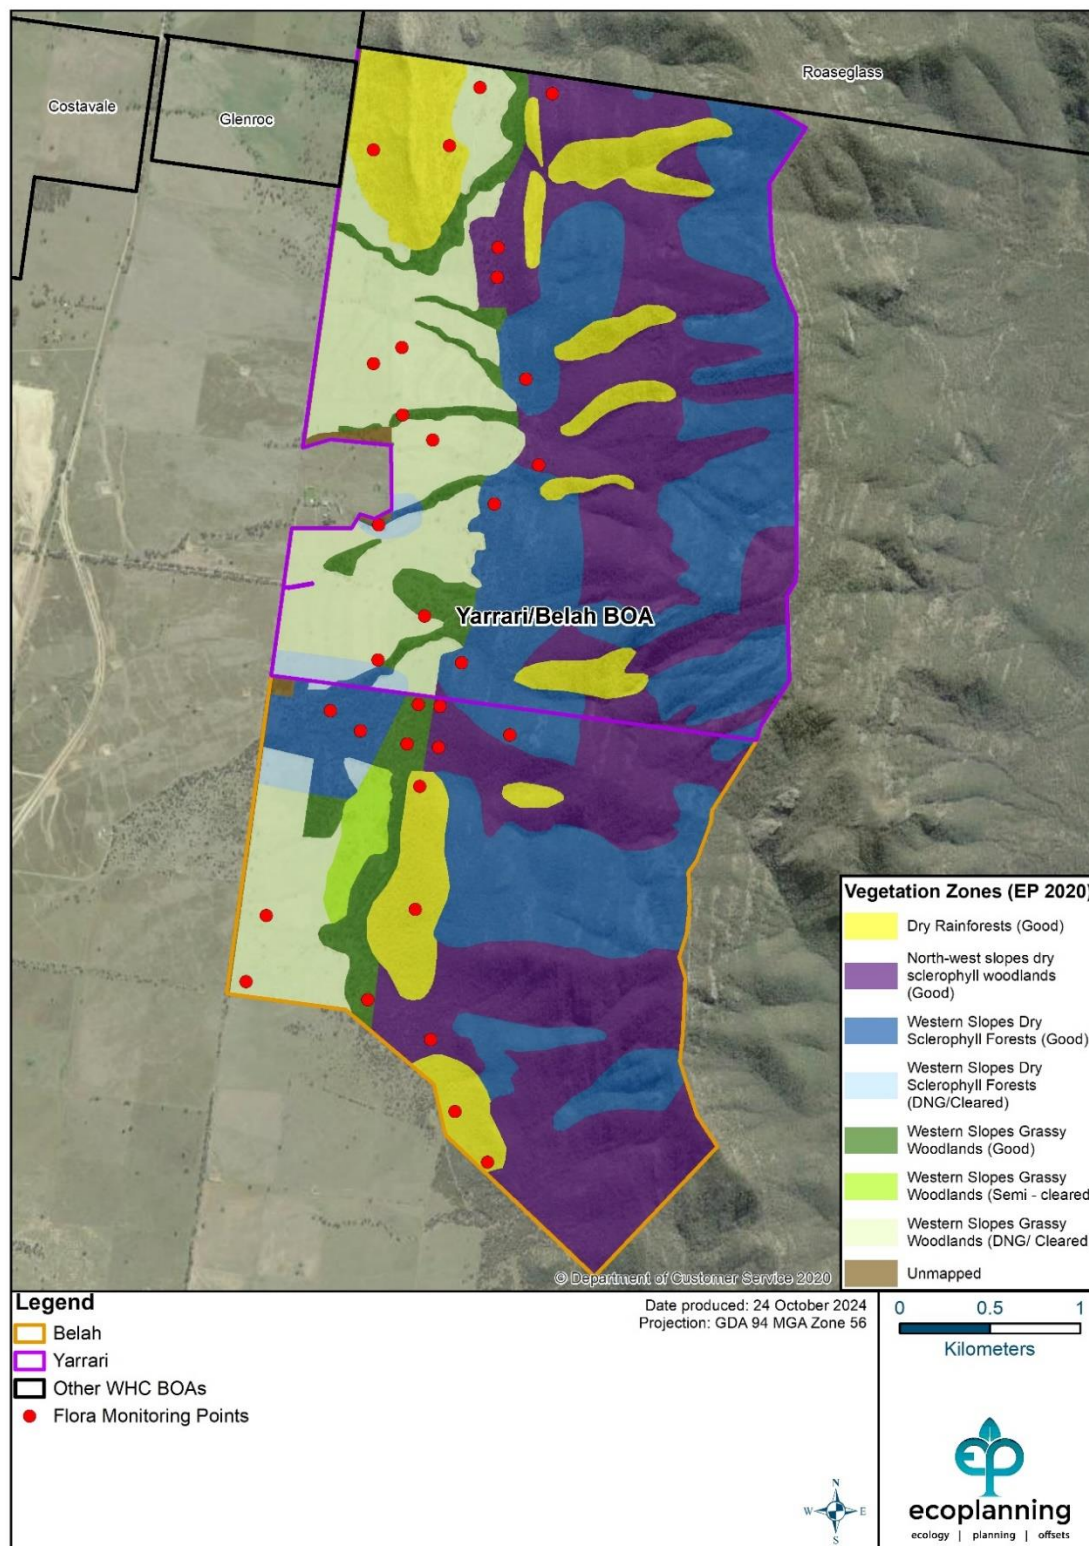 Roaseglass
Costavale
Glenroc
Yarrari/Belah BOA
Vegetation Zones (EP 2020)
Dry Rainforests (Good)
North-west slopes dry
sclerophyll woodlands
(Good)
Western Slopes Dry
Sclerophyll Forests (Good)
Western Slopes Dry
Sclerophyll Forests
(DNG/Cleared)
Western Slopes Grassy
Woodlands (Good)
Western Slopes Grassy
Woodlands (Semi - cleared
Western Slopes Grassy
Woodlands (DNG/ Cleared
Unmapped
© Department of Customer Service 2020
Legend
Belah
Yarrari
Other WHC BOAs
Flora Monitoring Points
Date produced: 24 October 2024
Projection: GDA 94 MGA Zone 56
0 0.5 1
Kilometers
N
W E
S
ep
ecoplanning
ecology | planning | offsets